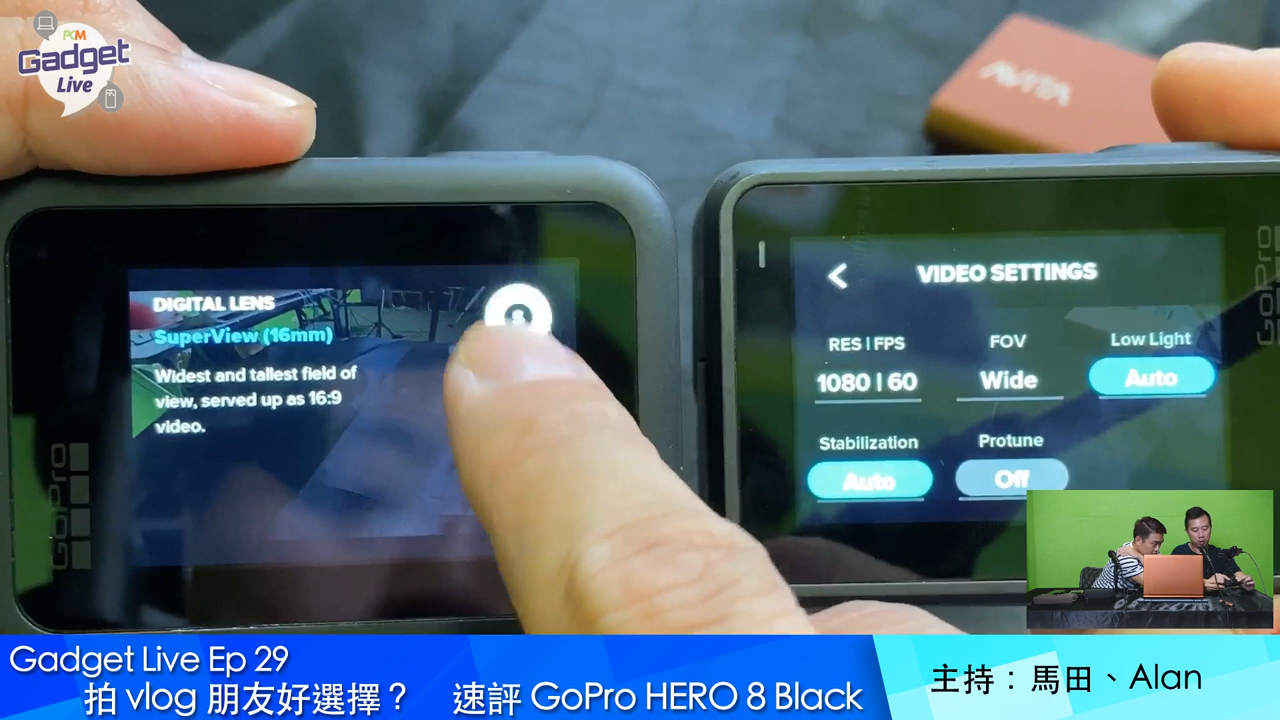 PCM
Gadget
Live
AVITA
DIGITAL LENS
SuperView (16mm)
Widest and tallest field of
view, served up as 16:9
video.
GoPro
VIDEO SETTINGS
RES | FPS
FOV
Low Light
1080 | 60
Wide
Auto
Stabilization
Protune
Auto
Off
GoPro
Gadget Live Ep 29
拍 vlog 朋友好選擇？ 速評 GoPro HERO 8 Black
主持：馬田、Alan